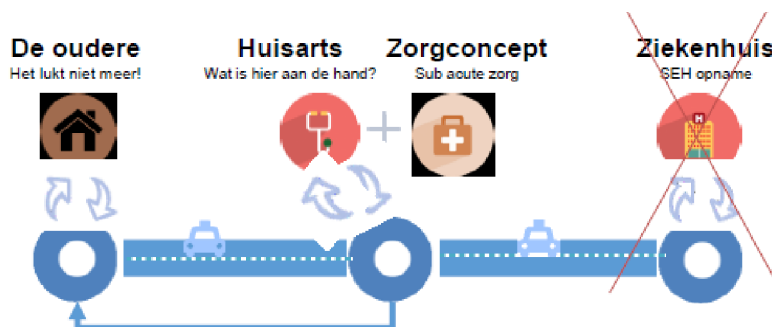 De oudere
Het lukt niet meer!
Huisarts
Wat is hier aan de hand?
Zorgconcept
Sub acute zorg
Ziekenhuis
SEH opname
H